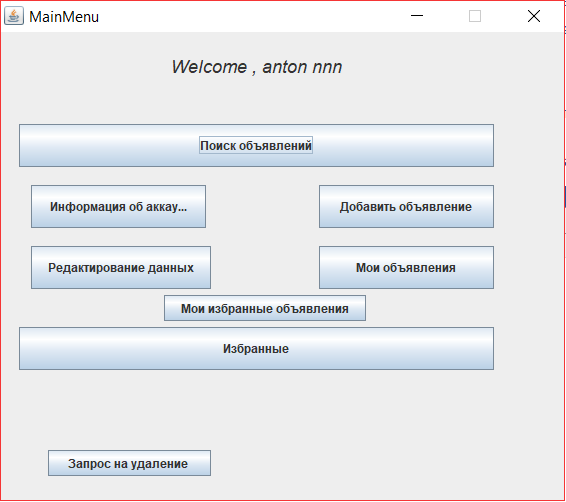 MainMenu
Welcome , anton nnn
Поиск объявлений
Информация об аккау...
Добавить объявление
Редактирование данных
Мои объявления
Мои избранные объявления
Избранные
Запрос на удаление